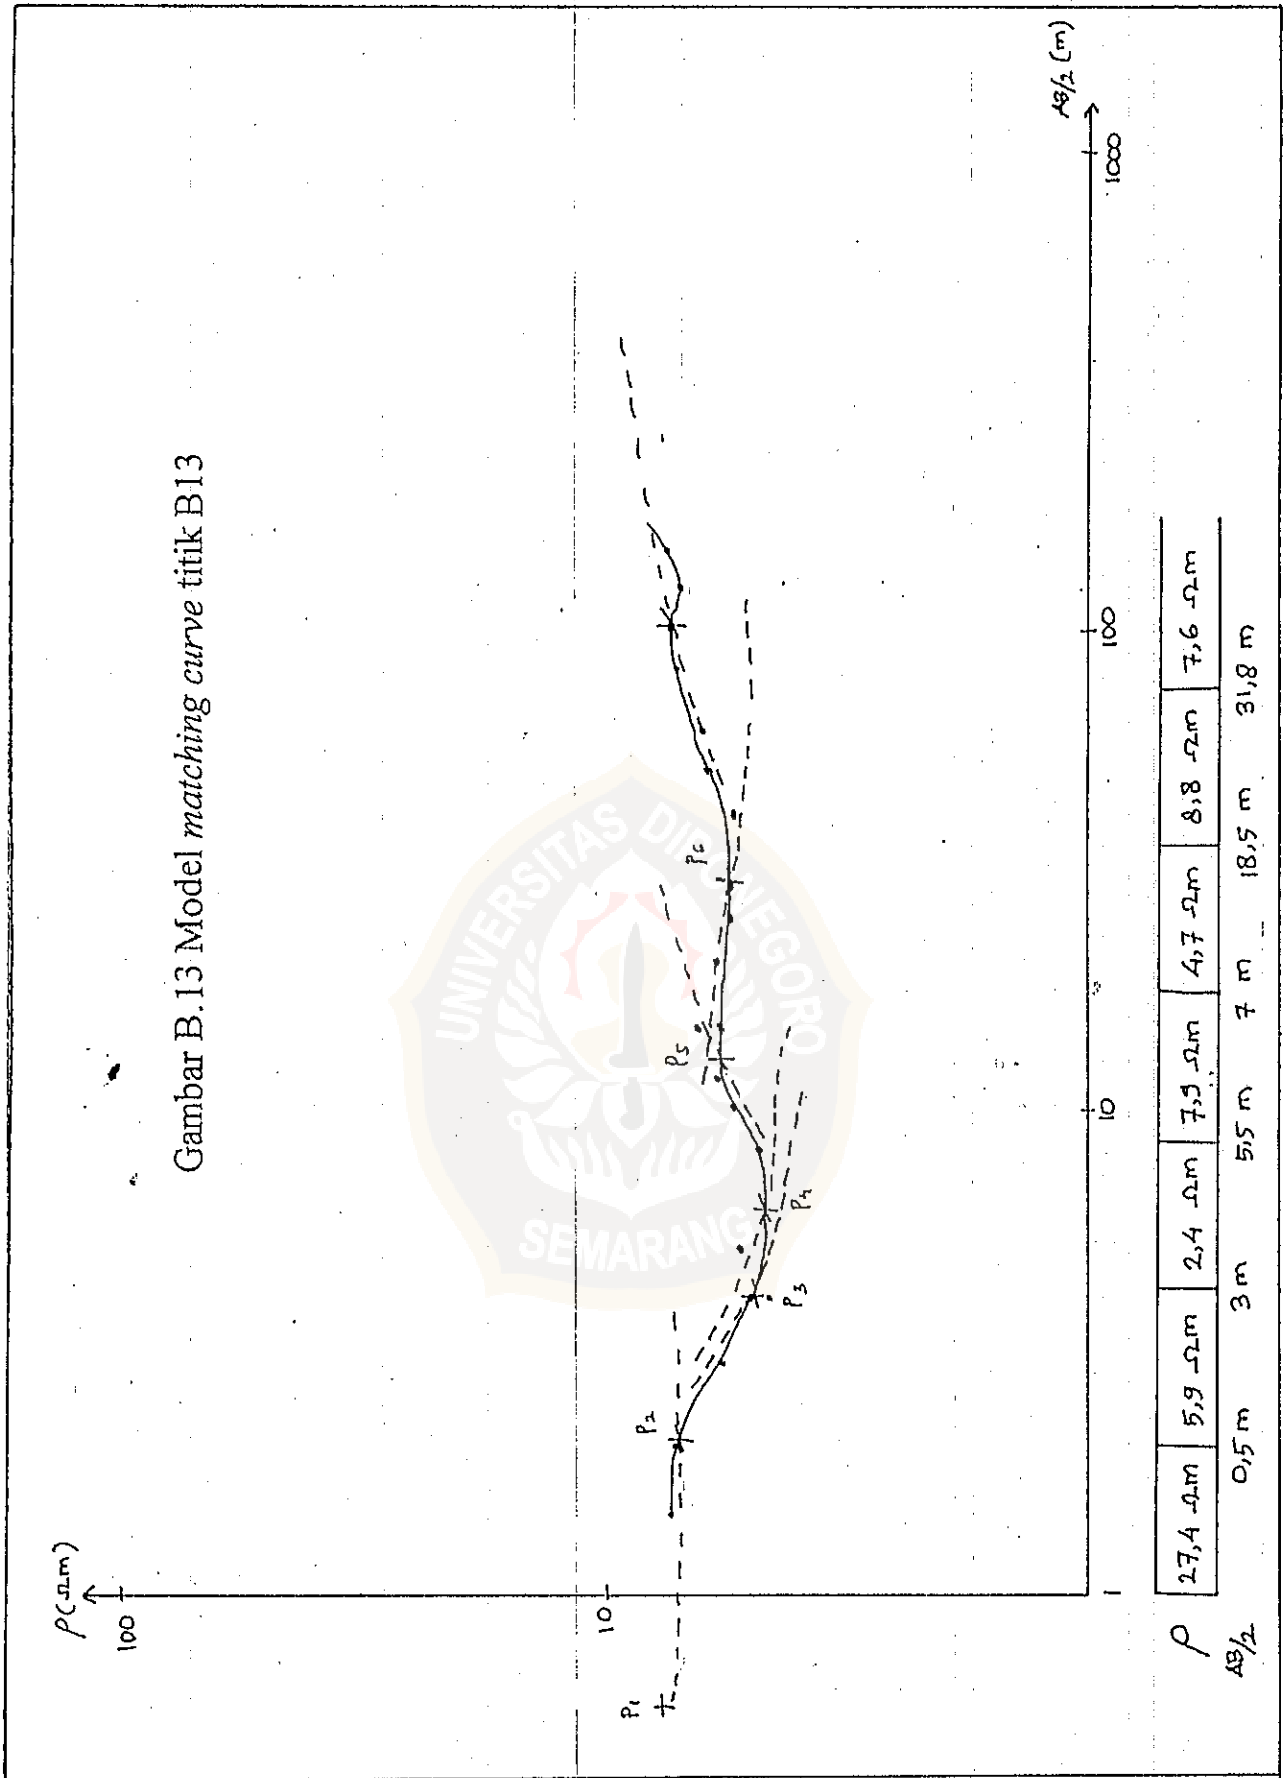 Gambar B.13 Model matching curve titik B13
ρ(Ωm)
100
10
1
10
100
1000
AB/2 (m)
P1
P2
P3
P4
P5
P6
UNIVERSITAS DIPONEGORO
SEMARANG
ρ 27,4 Ωm 5,9 Ωm 2,4 Ωm 7,9 Ωm 4,7 Ωm 8,8 Ωm 7,6 Ωm
AB/2 0,5 m 3 m 5,5 m 7 m 18,5 m 31,8 m